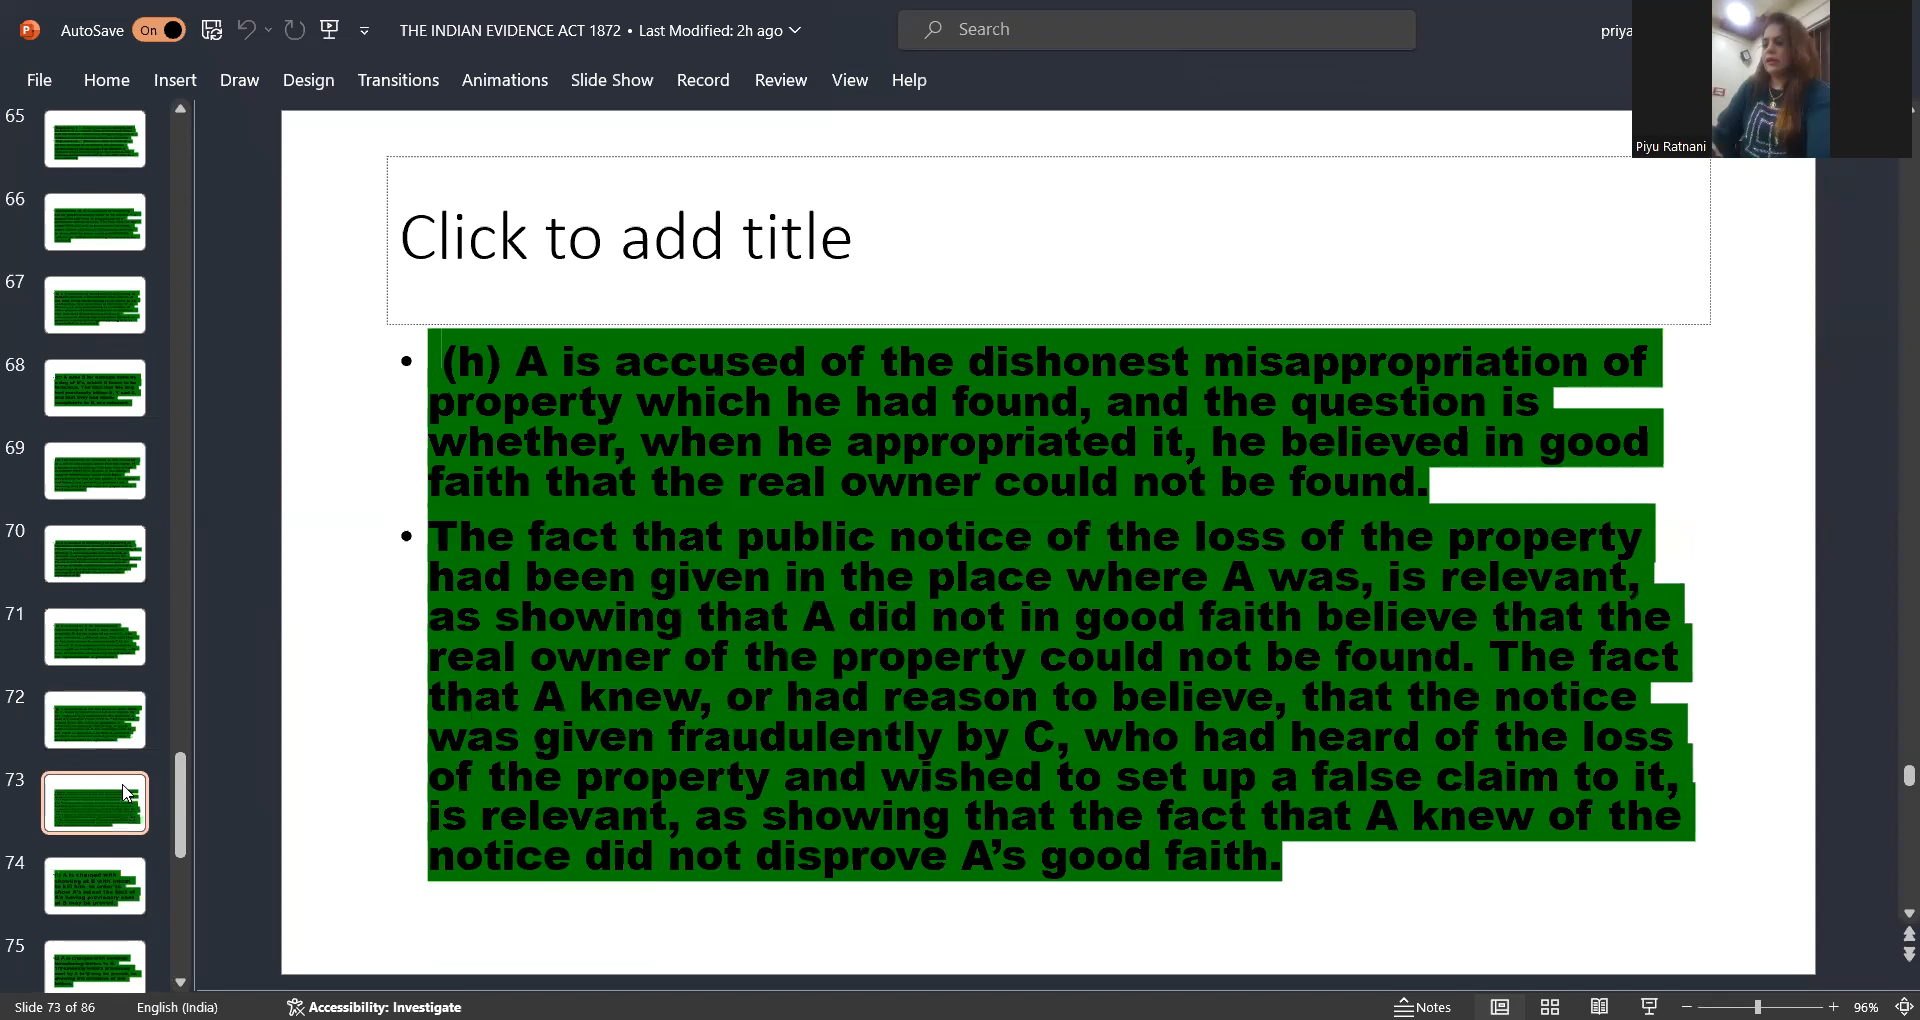 AutoSave On THE INDIAN EVIDENCE ACT 1872 • Last Modified: 2h ago Search priya
File Home Insert Draw Design Transitions Animations Slide Show Record Review View Help
Piyu Ratnani
65
66
67
68
69
70
71
72
73
74
75
Click to add title
• (h) A is accused of the dishonest misappropriation of
property which he had found, and the question is
whether, when he appropriated it, he believed in good
faith that the real owner could not be found.
• The fact that public notice of the loss of the property
had been given in the place where A was, is relevant,
as showing that A did not in good faith believe that the
real owner of the property could not be found. The fact
that A knew, or had reason to believe, that the notice
was given fraudulently by C, who had heard of the loss
of the property and wished to set up a false claim to it,
is relevant, as showing that the fact that A knew of the
notice did not disprove A’s good faith.
Slide 73 of 86 English (India) Accessibility: Investigate Notes 96%